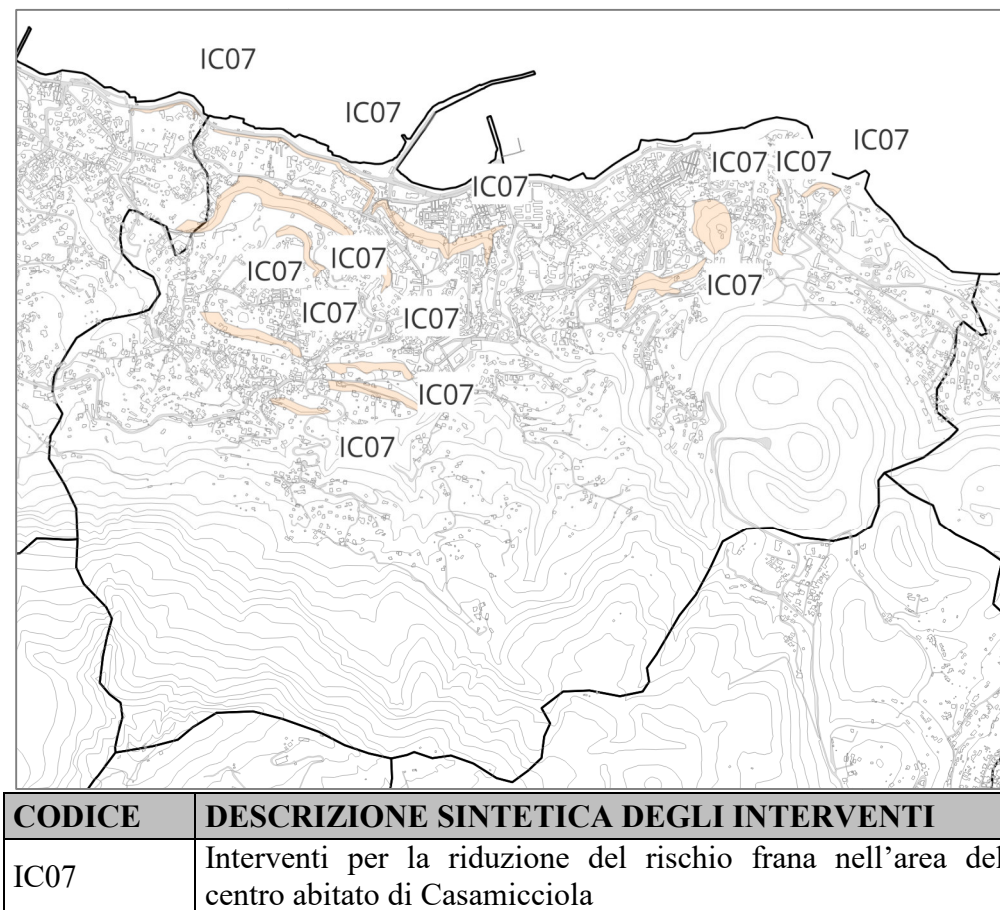 IC07
IC07
IC07
IC07 IC07
IC07
IC07
IC07
IC07
IC07
IC07
IC07
IC07
IC07
CODICE DESCRIZIONE SINTETICA DEGLI INTERVENTI
IC07 Interventi per la riduzione del rischio frana nell’area del
centro abitato di Casamicciola